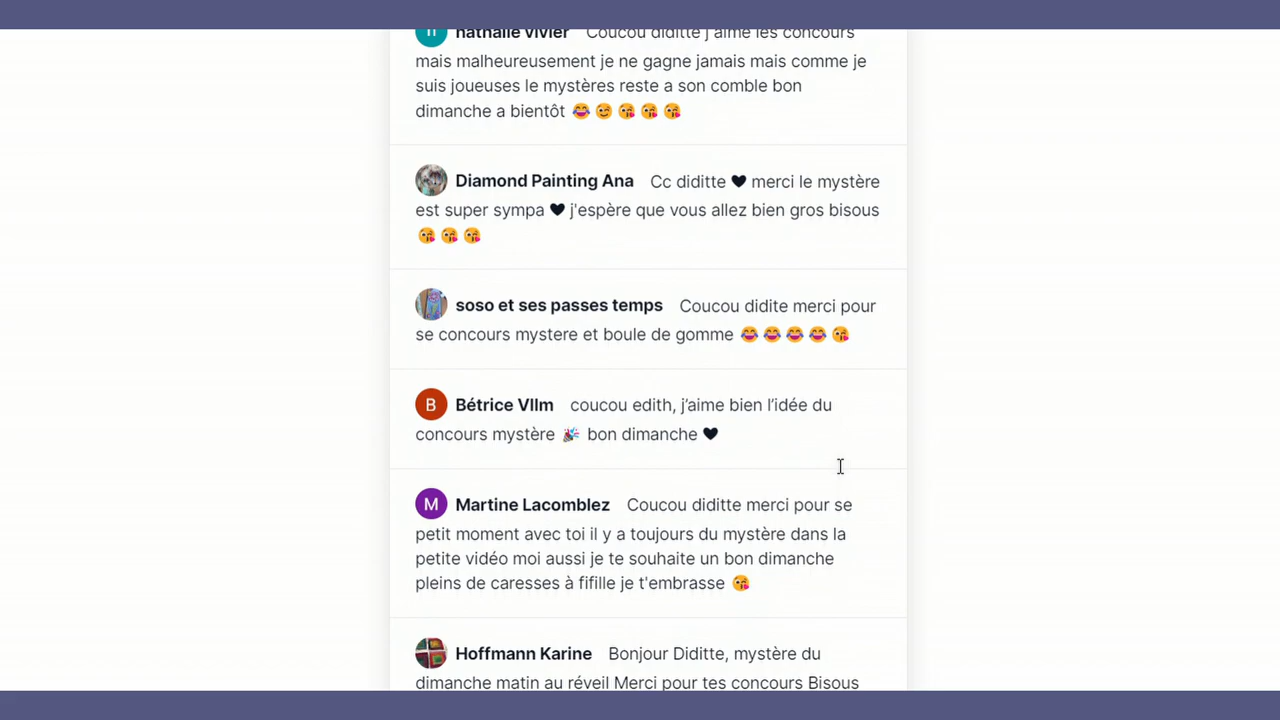 nathalie vivier Coucou diditte j'aime les concours
mais malheureusement je ne gagne jamais mais comme je
suis joueuses le mystères reste a son comble bon
dimanche a bientôt 😂😉😘😘😘
Diamond Painting Ana Cc diditte 🖤 merci le mystère
est super sympa 🖤 j'espère que vous allez bien gros bisous
😘😘😘
soso et ses passes temps Coucou didite merci pour
se concours mystere et boule de gomme 😂😂😂😂😘
B Bétrice Vllm coucou edith, j’aime bien l’idée du
concours mystère 🎉 bon dimanche 🖤
M Martine Lacomblez Coucou diditte merci pour se
petit moment avec toi il y a toujours du mystère dans la
petite vidéo moi aussi je te souhaite un bon dimanche
pleins de caresses à fifille je t'embrasse 😘
Hoffmann Karine Bonjour Diditte, mystère du
dimanche matin au réveil Merci pour tes concours Bisous